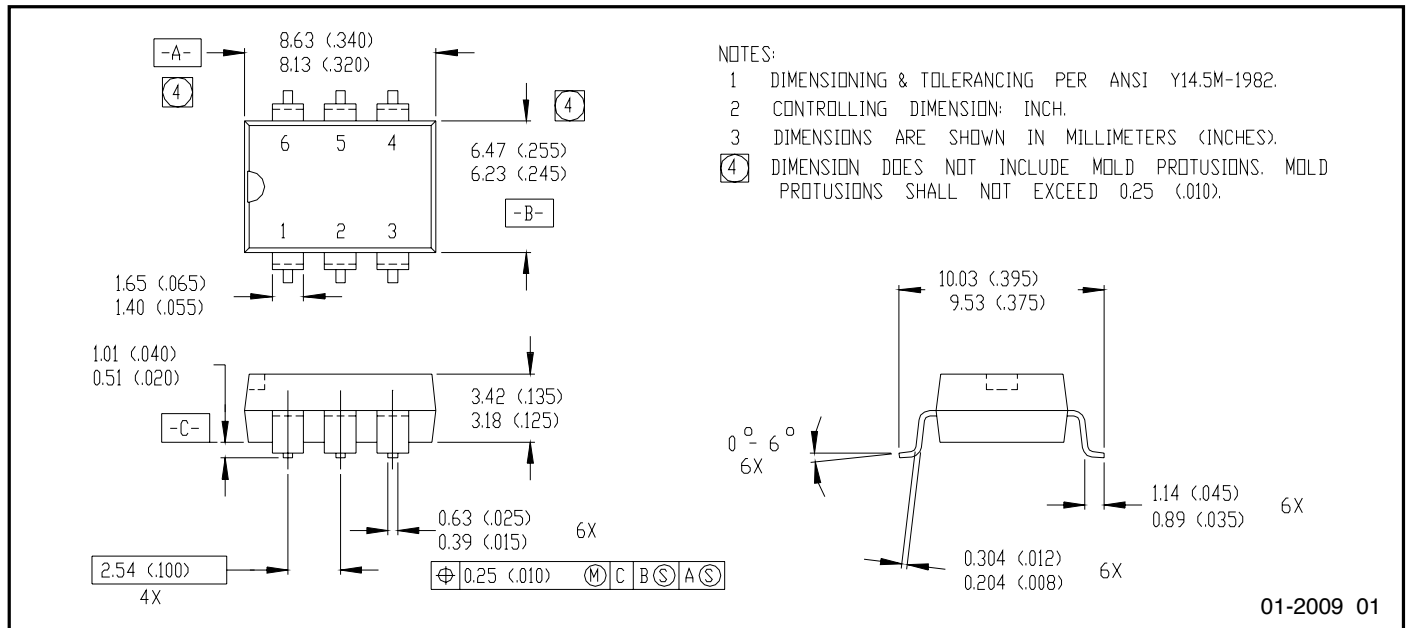 -A-
8.63 (.340)
8.13 (.320)
4
4
6 5 4
6.47 (.255)
6.23 (.245)
-B-
1 2 3
1.65 (.065)
1.40 (.055)
1.01 (.040)
0.51 (.020)
-C-
3.42 (.135)
3.18 (.125)
0.63 (.025)
0.39 (.015)
6X
2.54 (.100)
4X
⌖ 0.25 (.010) Ⓜ C B Ⓢ A Ⓢ
NOTES:
1 DIMENSIONING & TOLERANCING PER ANSI Y14.5M-1982.
2 CONTROLLING DIMENSION: INCH.
3 DIMENSIONS ARE SHOWN IN MILLIMETERS (INCHES).
4 DIMENSION DOES NOT INCLUDE MOLD PROTUSIONS. MOLD
PROTUSIONS SHALL NOT EXCEED 0.25 (.010).
10.03 (.395)
9.53 (.375)
0°- 6°
6X
1.14 (.045)
0.89 (.035)
6X
0.304 (.012)
0.204 (.008)
6X
01-2009 01